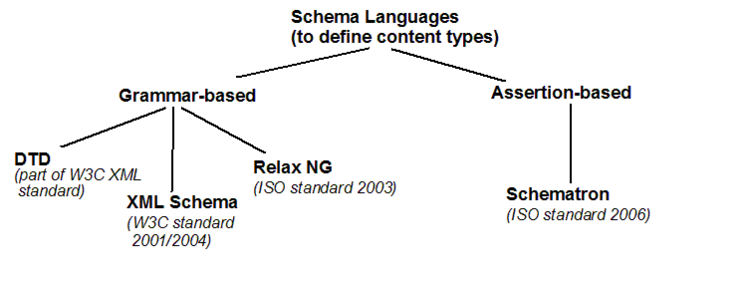 Schema Languages
(to define content types)
Grammar-based
Assertion-based
DTD
(part of W3C XML
standard)
XML Schema
(W3C standard
2001/2004)
Relax NG
(ISO standard 2003)
Schematron
(ISO standard 2006)